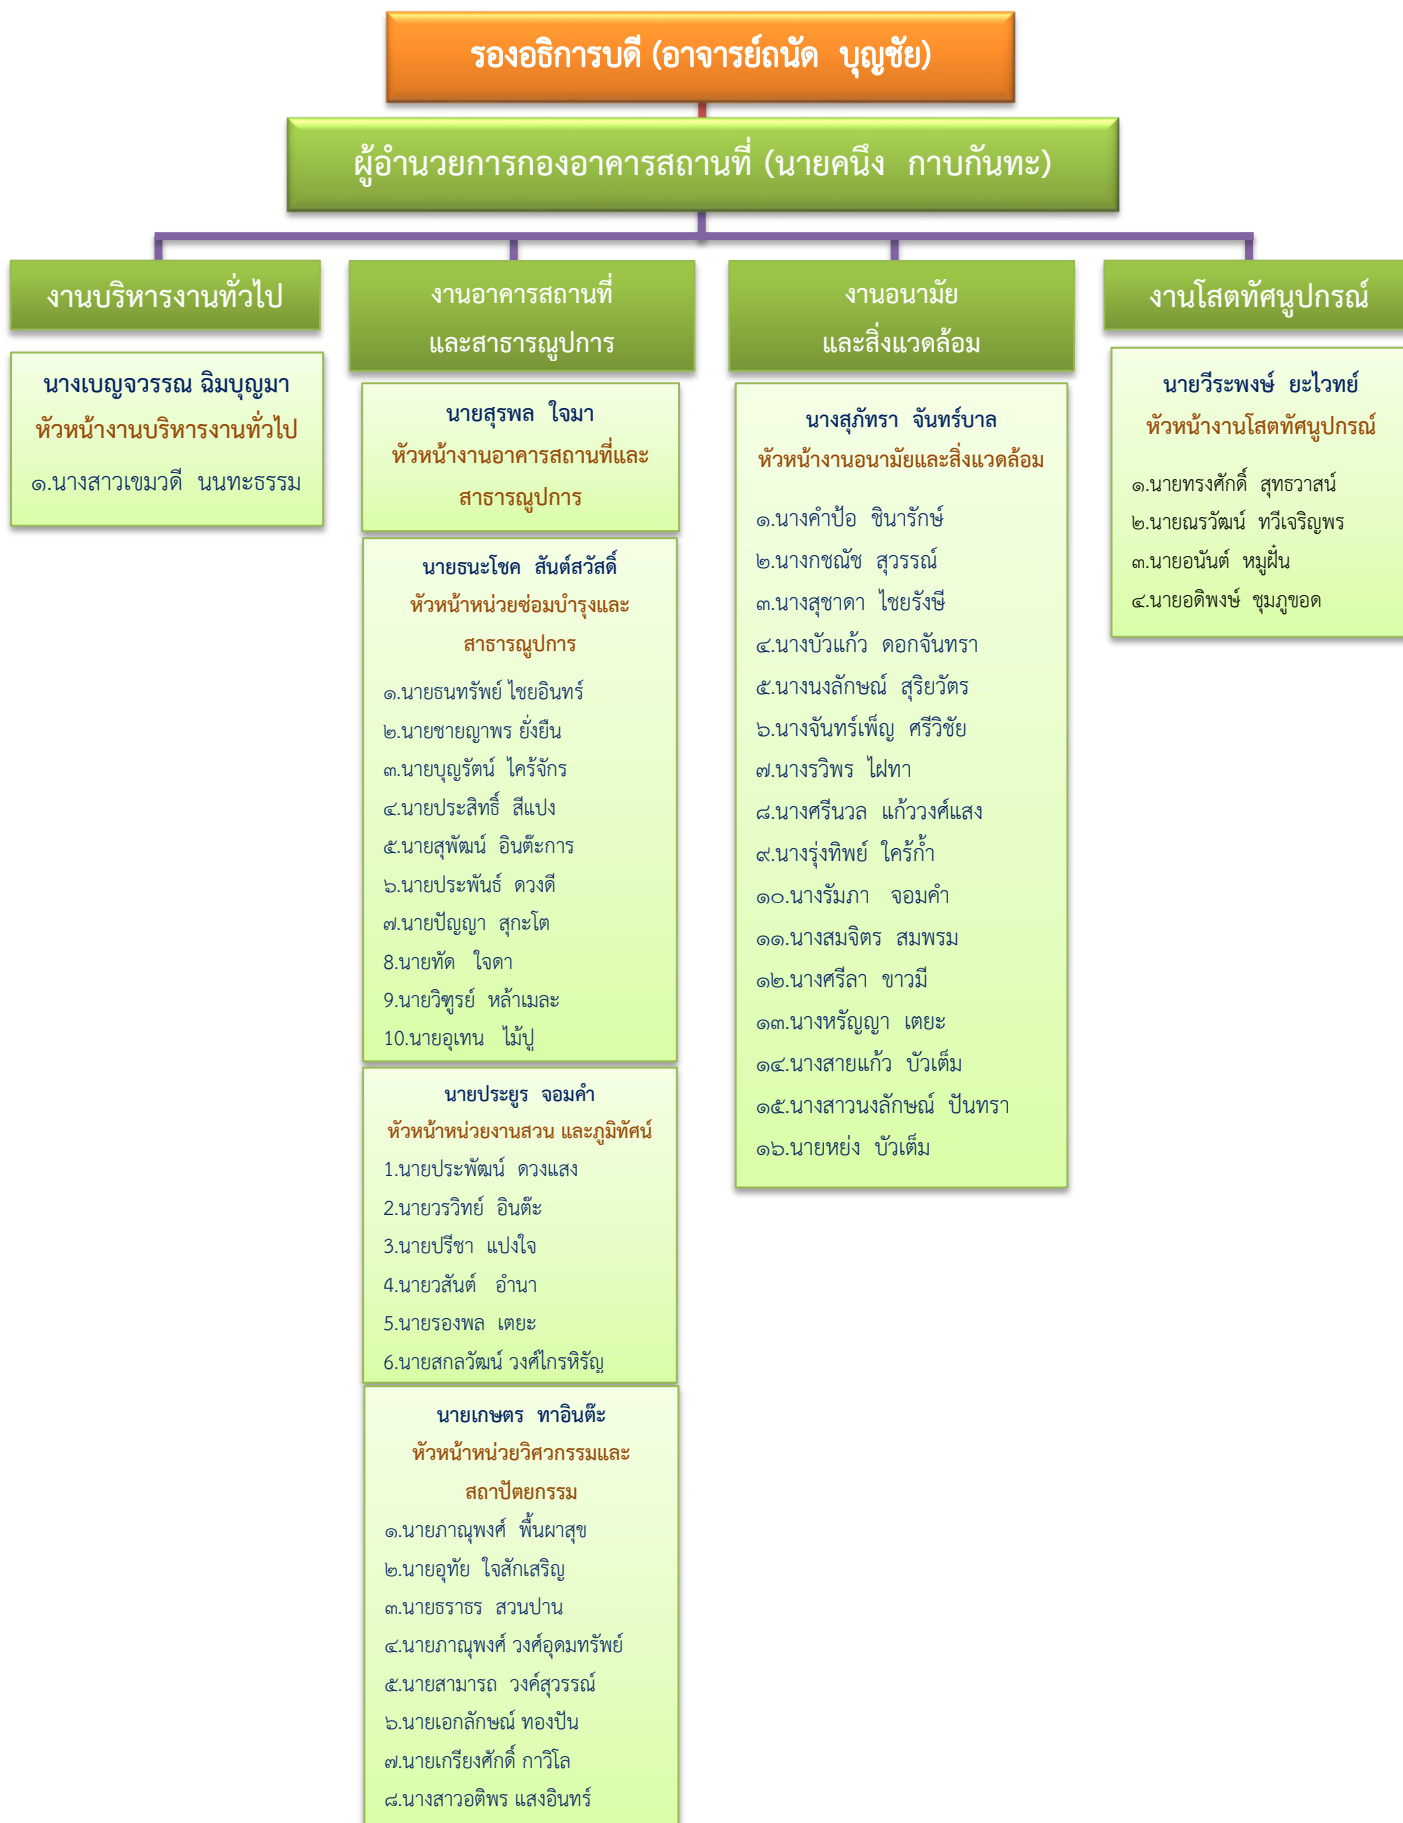 รองอธิการบดี (อาจารย์ถนัด  บุญชัย)
ผู้อำนวยการกองอาคารสถานที่ (นายคนึง  กาบกันทะ)
งานบริหารงานทั่วไป
นางเบญจวรรณ ฉิมบุญมา
หัวหน้างานบริหารงานทั่วไป
๑.นางสาวเขมวดี  นนทะธรรม
งานอาคารสถานที่
และสาธารณูปการ
นายสุรพล  ใจมา
หัวหน้างานอาคารสถานที่และ
สาธารณูปการ
นายธนะโชค  สันต์สวัสดิ์
หัวหน้าหน่วยซ่อมบำรุงและ
สาธารณูปการ
๑.นายธนทรัพย์ ไชยอินทร์
๒.นายชายญาพร ยั่งยืน
๓.นายบุญรัตน์  ไคร้จักร
๔.นายประสิทธิ์  สีแปง
๕.นายสุพัฒน์  อินต๊ะการ
๖.นายประพันธ์  ดวงดี
๗.นายปัญญา  สุกะโต
8.นายทัด   ใจดา
9.นายวิฑูรย์  หล้าเมละ
10.นายอุเทน   ไม้ปู
นายประยูร  จอมคำ
หัวหน้าหน่วยงานสวน และภูมิทัศน์
1.นายประพัฒน์  ดวงแสง
2.นายวรวิทย์  อินต๊ะ
3.นายปรีชา  แปงใจ
4.นายวสันต์   อำนา
5.นายรองพล  เตยะ
6.นายสกลวัฒน์ วงศ์ไกรหิรัญ
นายเกษตร  ทาอินต๊ะ
หัวหน้าหน่วยวิศวกรรมและ
สถาปัตยกรรม
๑.นายภาณุพงศ์  พื้นผาสุข
๒.นายอุทัย  ใจสักเสริญ
๓.นายธราธร  สวนปาน
๔.นายภาณุพงศ์ วงศ์อุดมทรัพย์
๕.นายสามารถ  วงค์สุวรรณ์
๖.นายเอกลักษณ์ ทองปัน
๗.นายเกรียงศักดิ์ กาวิโล
๘.นางสาวอติพร แสงอินทร์
งานอนามัย
และสิ่งแวดล้อม
นางสุภัทรา  จันทร์บาล
หัวหน้างานอนามัยและสิ่งแวดล้อม
๑.นางคำป้อ  ชินารักษ์
๒.นางกชณัช  สุวรรณ์
๓.นางสุชาดา  ไชยรังษี
๔.นางบัวแก้ว  ดอกจันทรา
๕.นางนงลักษณ์  สุริยวัตร
๖.นางจันทร์เพ็ญ  ศรีวิชัย
๗.นางรวิพร  ไฝทา
๘.นางศรีนวล  แก้ววงศ์แสง
๙.นางรุ่งทิพย์  ใคร้ก้ำ
๑๐.นางรัมภา   จอมคำ
๑๑.นางสมจิตร  สมพรม
๑๒.นางศรีลา  ขาวมี
๑๓.นางหรัญญา  เตยะ
๑๔.นางสายแก้ว  บัวเต็ม
๑๕.นางสาวนงลักษณ์  ปันทรา
๑๖.นายหย่ง  บัวเต็ม
งานโสตทัศนูปกรณ์
นายวีระพงษ์  ยะไวทย์
หัวหน้างานโสตทัศนูปกรณ์
๑.นายทรงศักดิ์  สุทธวาสน์
๒.นายณรวัฒน์  ทวีเจริญพร
๓.นายอนันต์  หมูฝั้น
๔.นายอดิพงษ์  ชุมภูขอด